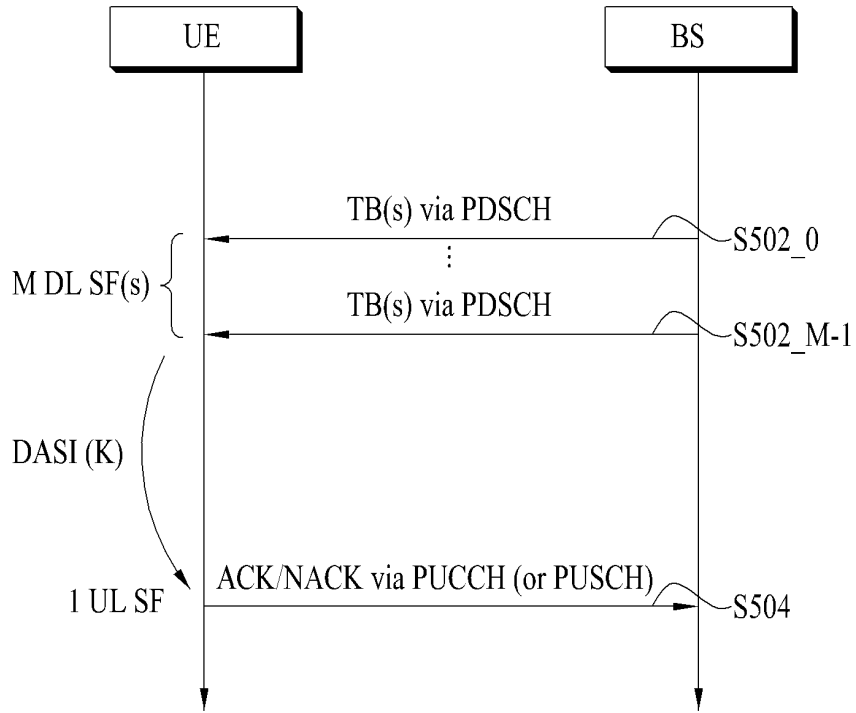 UE
BS
TB(s) via PDSCH
S502_0
⋮
M DL SF(s)
TB(s) via PDSCH
S502_M-1
DASI (K)
ACK/NACK via PUCCH (or PUSCH)
1 UL SF
S504